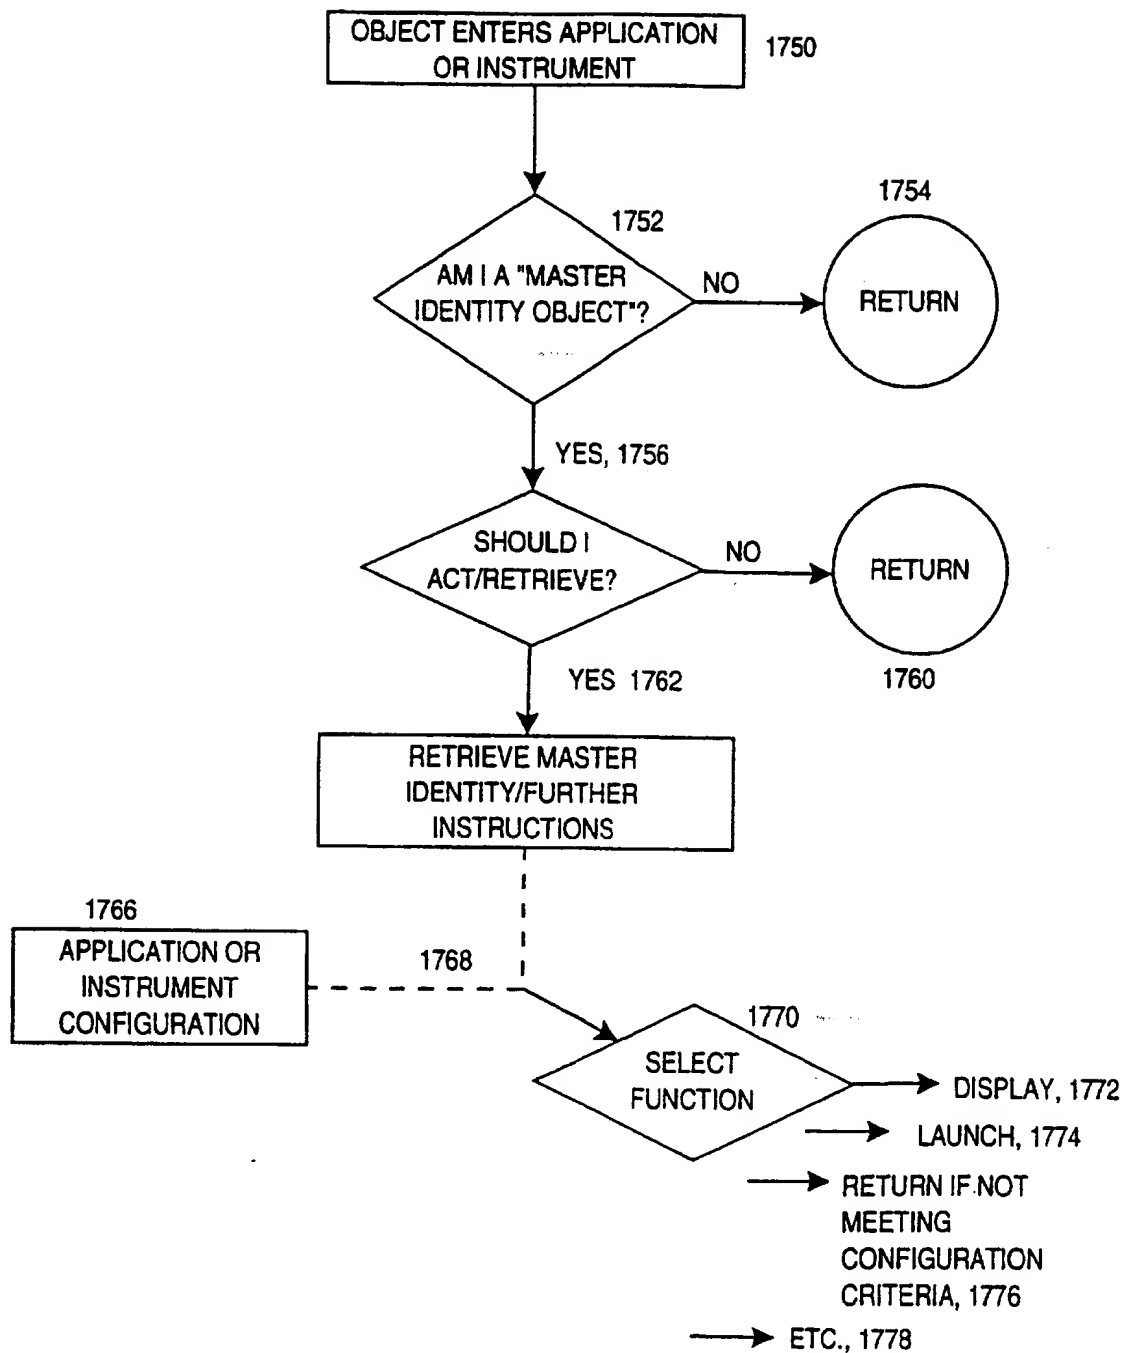 OBJECT ENTERS APPLICATION
OR INSTRUMENT
1750
1754
1752
AM I A "MASTER
IDENTITY OBJECT"?
NO
RETURN
YES, 1756
SHOULD I
ACT/RETRIEVE?
NO
RETURN
1760
YES 1762
RETRIEVE MASTER
IDENTITY/FURTHER
INSTRUCTIONS
1766
APPLICATION OR
INSTRUMENT
CONFIGURATION
1768
1770
SELECT
FUNCTION
DISPLAY, 1772
LAUNCH, 1774
RETURN IF NOT
MEETING
CONFIGURATION
CRITERIA, 1776
ETC., 1778